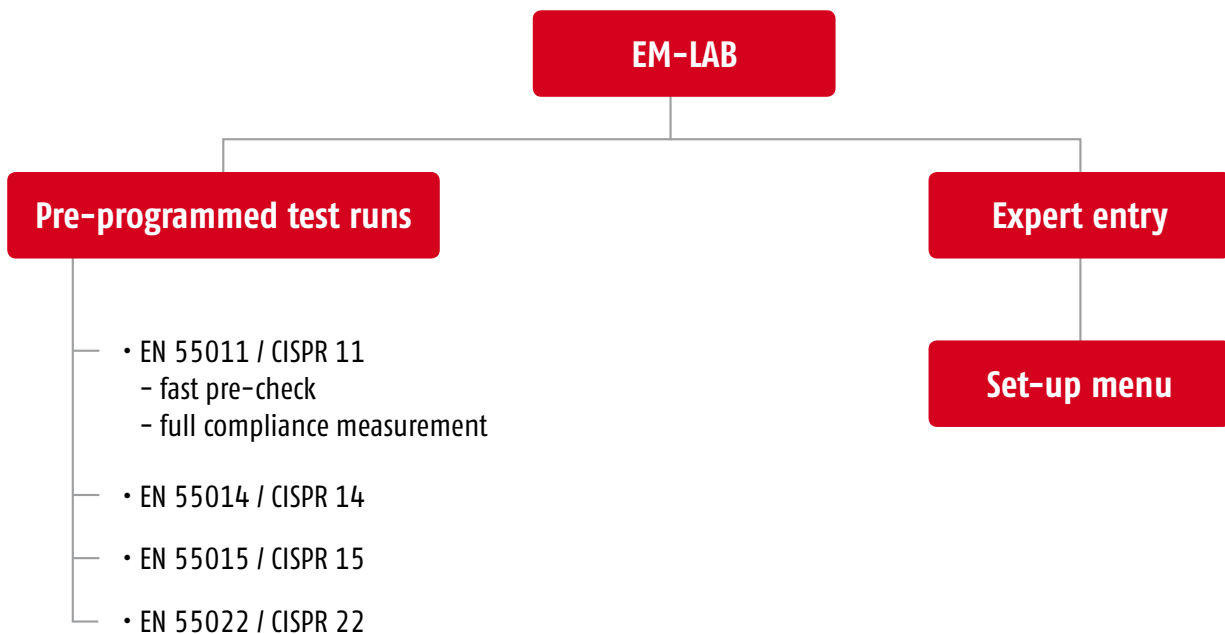 EM-LAB
Pre-programmed test runs
Expert entry
• EN 55011 / CISPR 11
- fast pre-check
- full compliance measurement
Set-up menu
• EN 55014 / CISPR 14
• EN 55015 / CISPR 15
• EN 55022 / CISPR 22